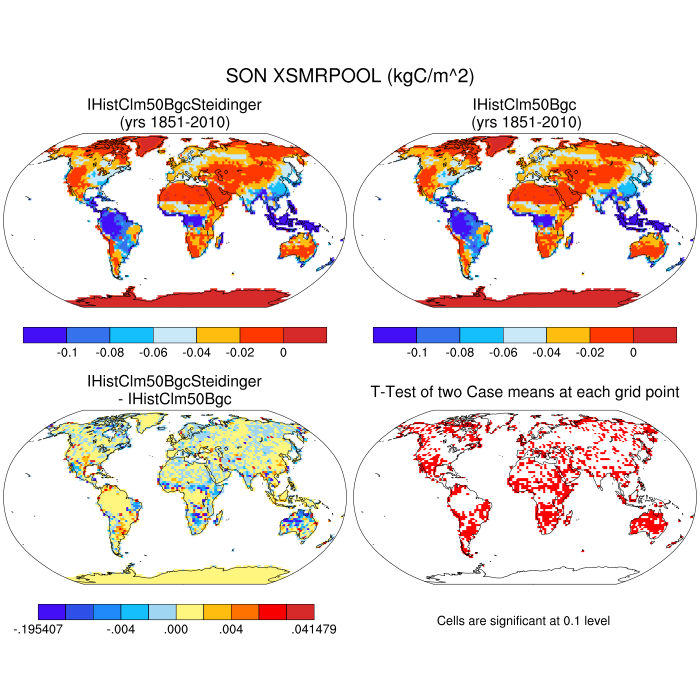 SON XSMRPOOL (kgC/m^2)
IHistClm50BgcSteidinger
(yrs 1851-2010)
IHistClm50Bgc
(yrs 1851-2010)
-0.1 -0.08 -0.06 -0.04 -0.02 0
-0.1 -0.08 -0.06 -0.04 -0.02 0
IHistClm50BgcSteidinger
- IHistClm50Bgc
T-Test of two Case means at each grid point
-.195407 -.004 .000 .004 .041479
Cells are significant at 0.1 level